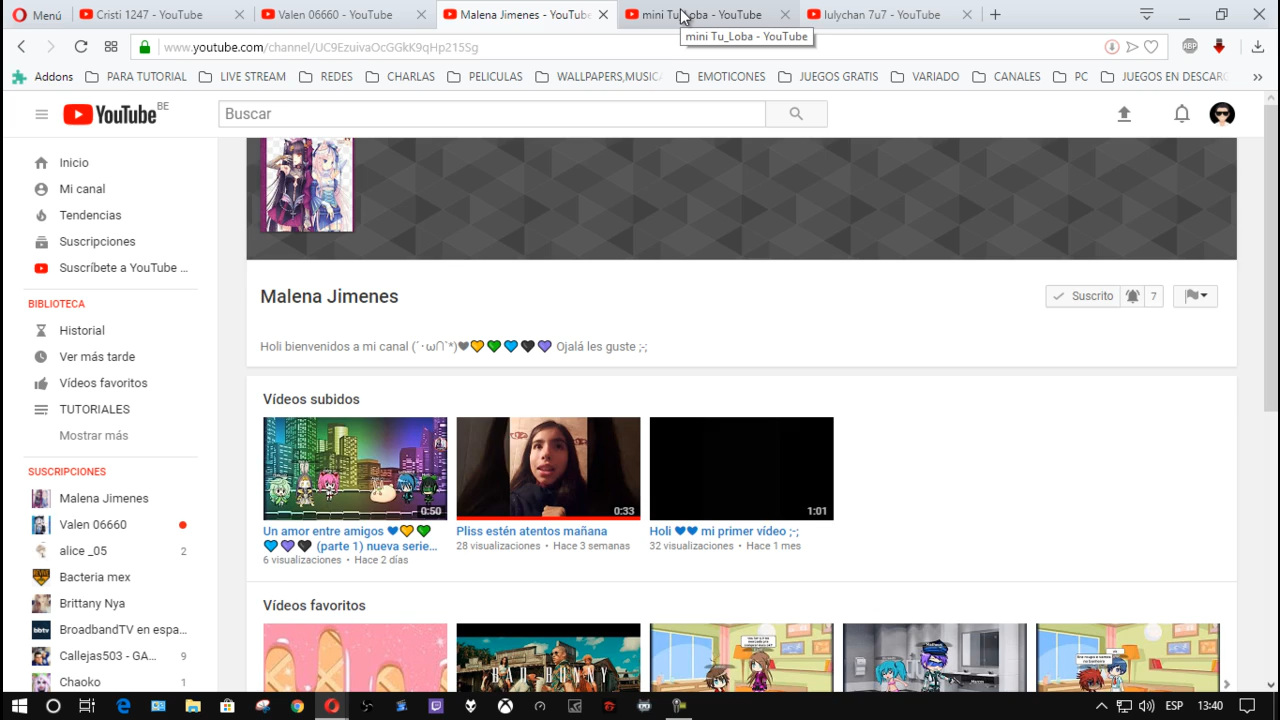 Menú
Cristi 1247 - YouTube
Valen 06660 - YouTube
Malena Jimenes - YouTube
mini Tu_Loba - YouTube
lulychan 7u7 - YouTube
www.youtube.com/channel/UC9EzuivaOcGGkK9qHp215Sg
mini Tu_Loba - YouTube
ABP
Addons
PARA TUTORIAL
LIVE STREAM
REDES
CHARLAS
PELICULAS
WALLPAPERS,MUSICA
EMOTICONES
JUEGOS GRATIS
VARIADO
CANALES
PC
JUEGOS EN DESCARG
YouTube BE
Buscar
Inicio
Mi canal
Tendencias
Suscripciones
Suscríbete a YouTube ...
BIBLIOTECA
Historial
Ver más tarde
Vídeos favoritos
TUTORIALES
Mostrar más
SUSCRIPCIONES
Malena Jimenes
Valen 06660
alice _05 2
Bacteria mex
Brittany Nya
BroadbandTV en espa...
Callejas503 - GA... 9
Chaoko 1
Malena Jimenes
Suscrito 7
Holi bienvenidos a mi canal (´･ω∩`*)🖤💛💚💙🖤💜 Ojalá les guste ;-;
Vídeos subidos
0:50
0:33
1:01
Un amor entre amigos 💙💛💚
💙💜🖤 (parte 1) nueva serie...
6 visualizaciones • Hace 2 días
Pliss estén atentos mañana
28 visualizaciones • Hace 3 semanas
Holi 💙💙 mi primer vídeo ;-;
32 visualizaciones • Hace 1 mes
Vídeos favoritos
BAD BUNNY
ESP
13:40